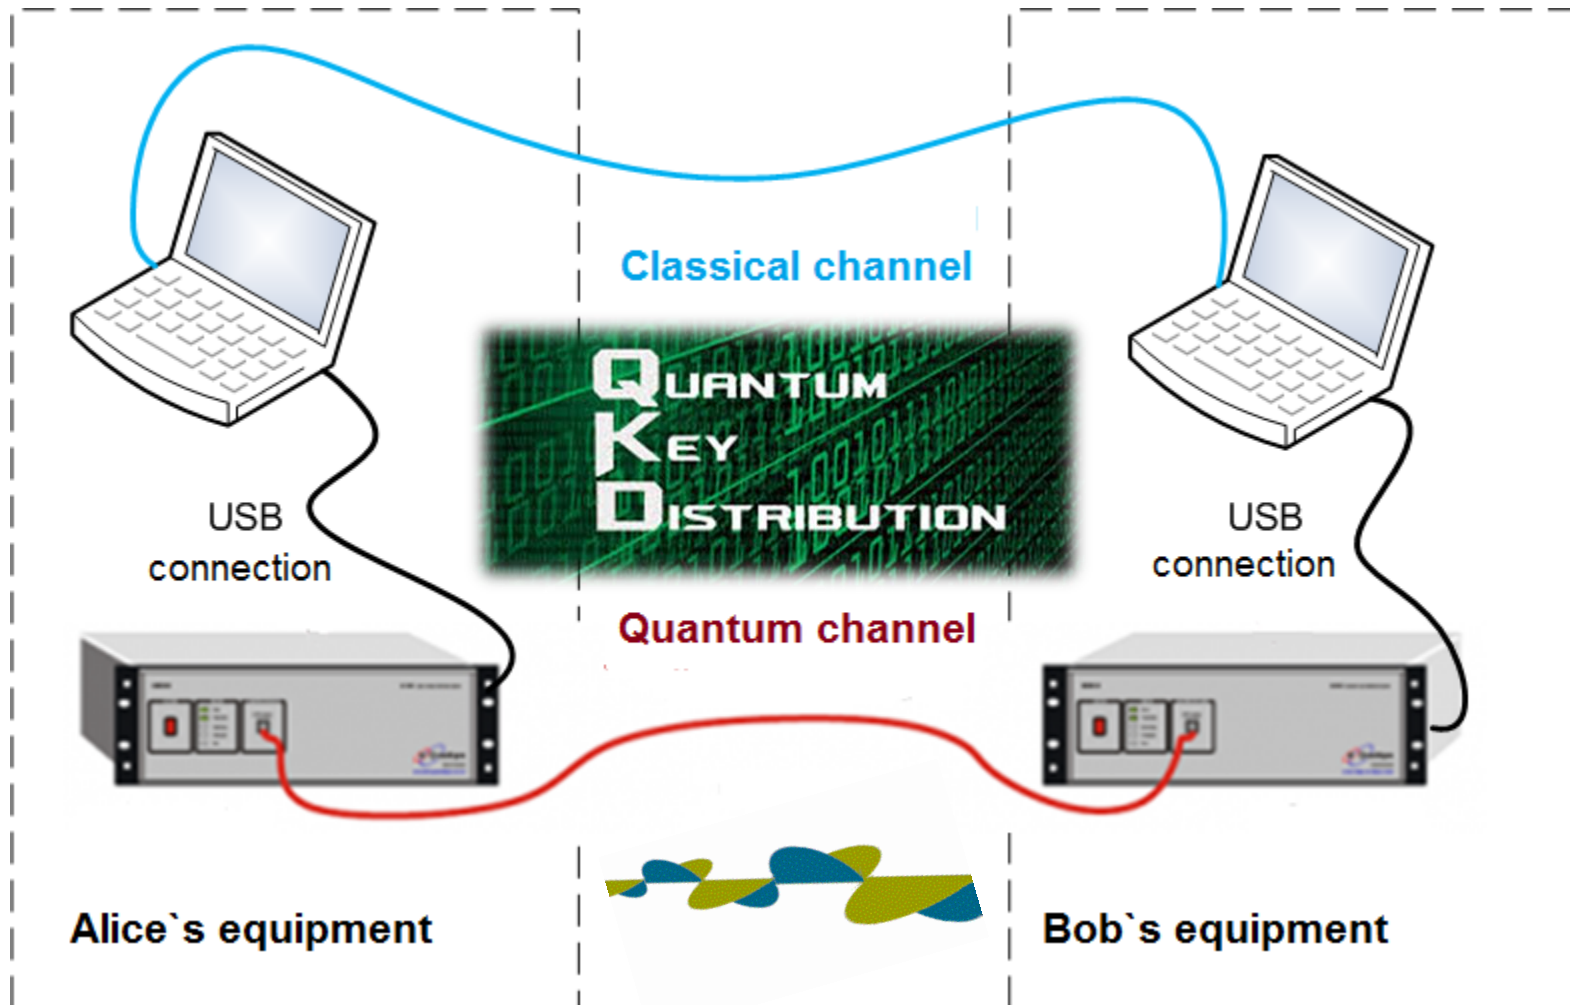 Classical channel
QUANTUM
KEY
DISTRIBUTION
USB
connection
USB
connection
Quantum channel
Alice`s equipment
Bob`s equipment